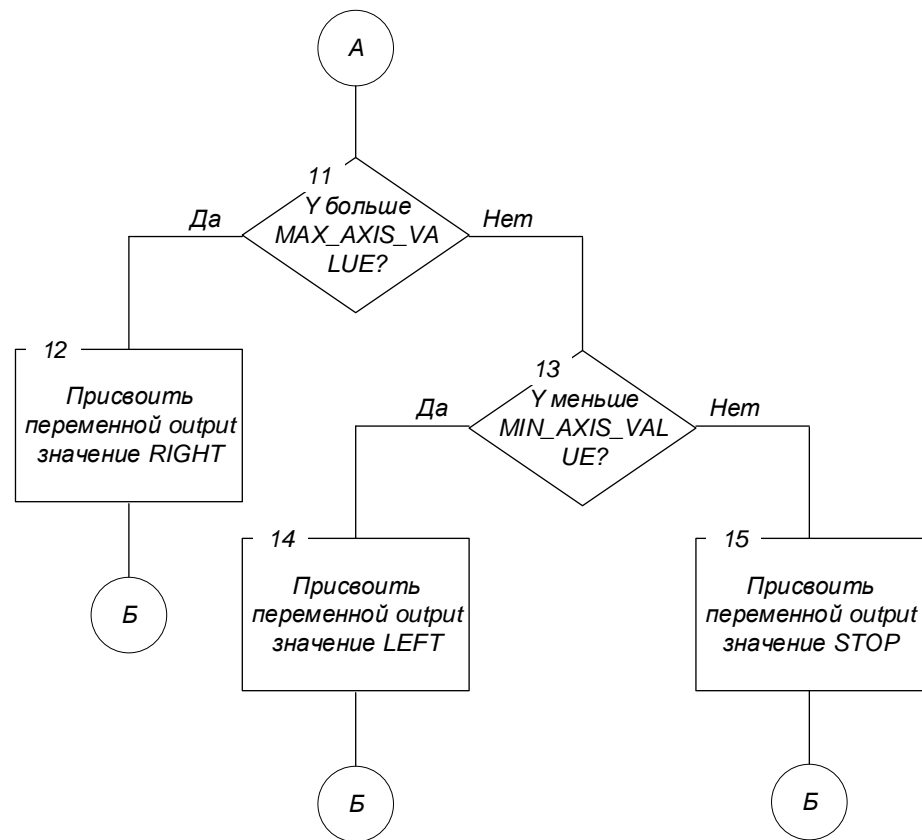 А
11
Y больше
MAX_AXIS_VA
LUE?
Да
Нет
12
Присвоить
переменной output
значение RIGHT
13
Y меньше
MIN_AXIS_VAL
UE?
Да
Нет
Б
14
Присвоить
переменной output
значение LEFT
15
Присвоить
переменной output
значение STOP
Б
Б